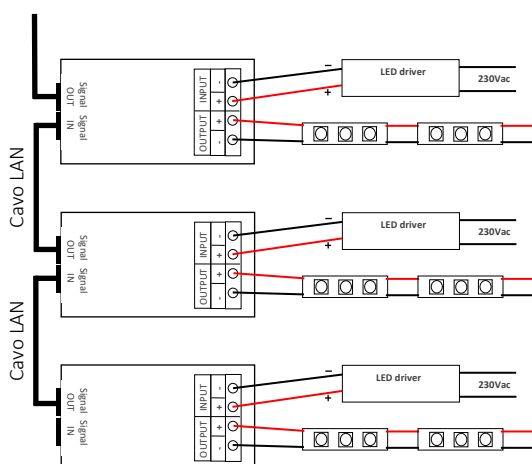 Signal
OUT
Signal
IN
INPUT
-
+
OUTPUT
+
-
−
+
LED driver
230Vac
Cavo LAN
Signal
OUT
Signal
IN
INPUT
-
+
OUTPUT
+
-
−
+
LED driver
230Vac
Cavo LAN
Signal
OUT
Signal
IN
INPUT
-
+
OUTPUT
+
-
−
+
LED driver
230Vac